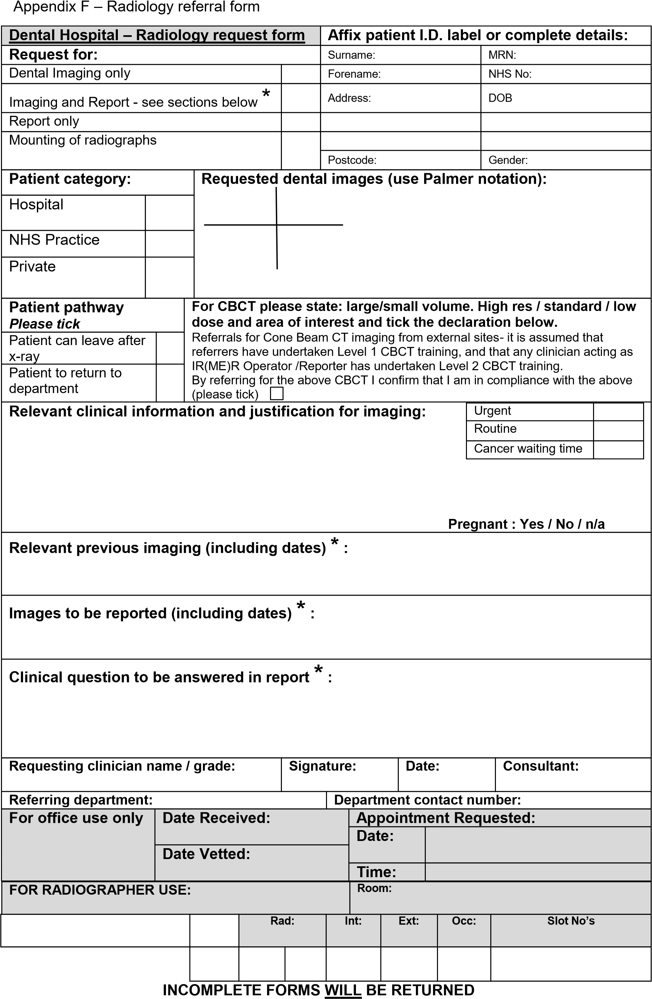 Appendix F – Radiology referral form
Dental Hospital – Radiology request form
Affix patient I.D. label or complete details:
Request for:
Surname:
MRN:
Dental Imaging only
Forename:
NHS No:
Imaging and Report - see sections below *
Address:
DOB
Report only
Mounting of radiographs
Postcode:
Gender:
Patient category:
Requested dental images (use Palmer notation):
Hospital
NHS Practice
Private
Patient pathway
Please tick
Patient can leave after
x-ray
Patient to return to
department
For CBCT please state: large/small volume. High res / standard / low
dose and area of interest and tick the declaration below.
Referrals for Cone Beam CT imaging from external sites- it is assumed that
referrers have undertaken Level 1 CBCT training, and that any clinician acting as
IR(ME)R Operator /Reporter has undertaken Level 2 CBCT training.
By referring for the above CBCT I confirm that I am in compliance with the above
(please tick)
Relevant clinical information and justification for imaging:
Urgent
Routine
Cancer waiting time
Pregnant : Yes / No / n/a
Relevant previous imaging (including dates) * :
Images to be reported (including dates) * :
Clinical question to be answered in report * :
Requesting clinician name / grade:
Signature:
Date:
Consultant:
Referring department:
Department contact number:
For office use only
Date Received:
Appointment Requested:
Date:
Date Vetted:
Time:
FOR RADIOGRAPHER USE:
Room:
Rad:
Int:
Ext:
Occ:
Slot No’s
INCOMPLETE FORMS WILL BE RETURNED